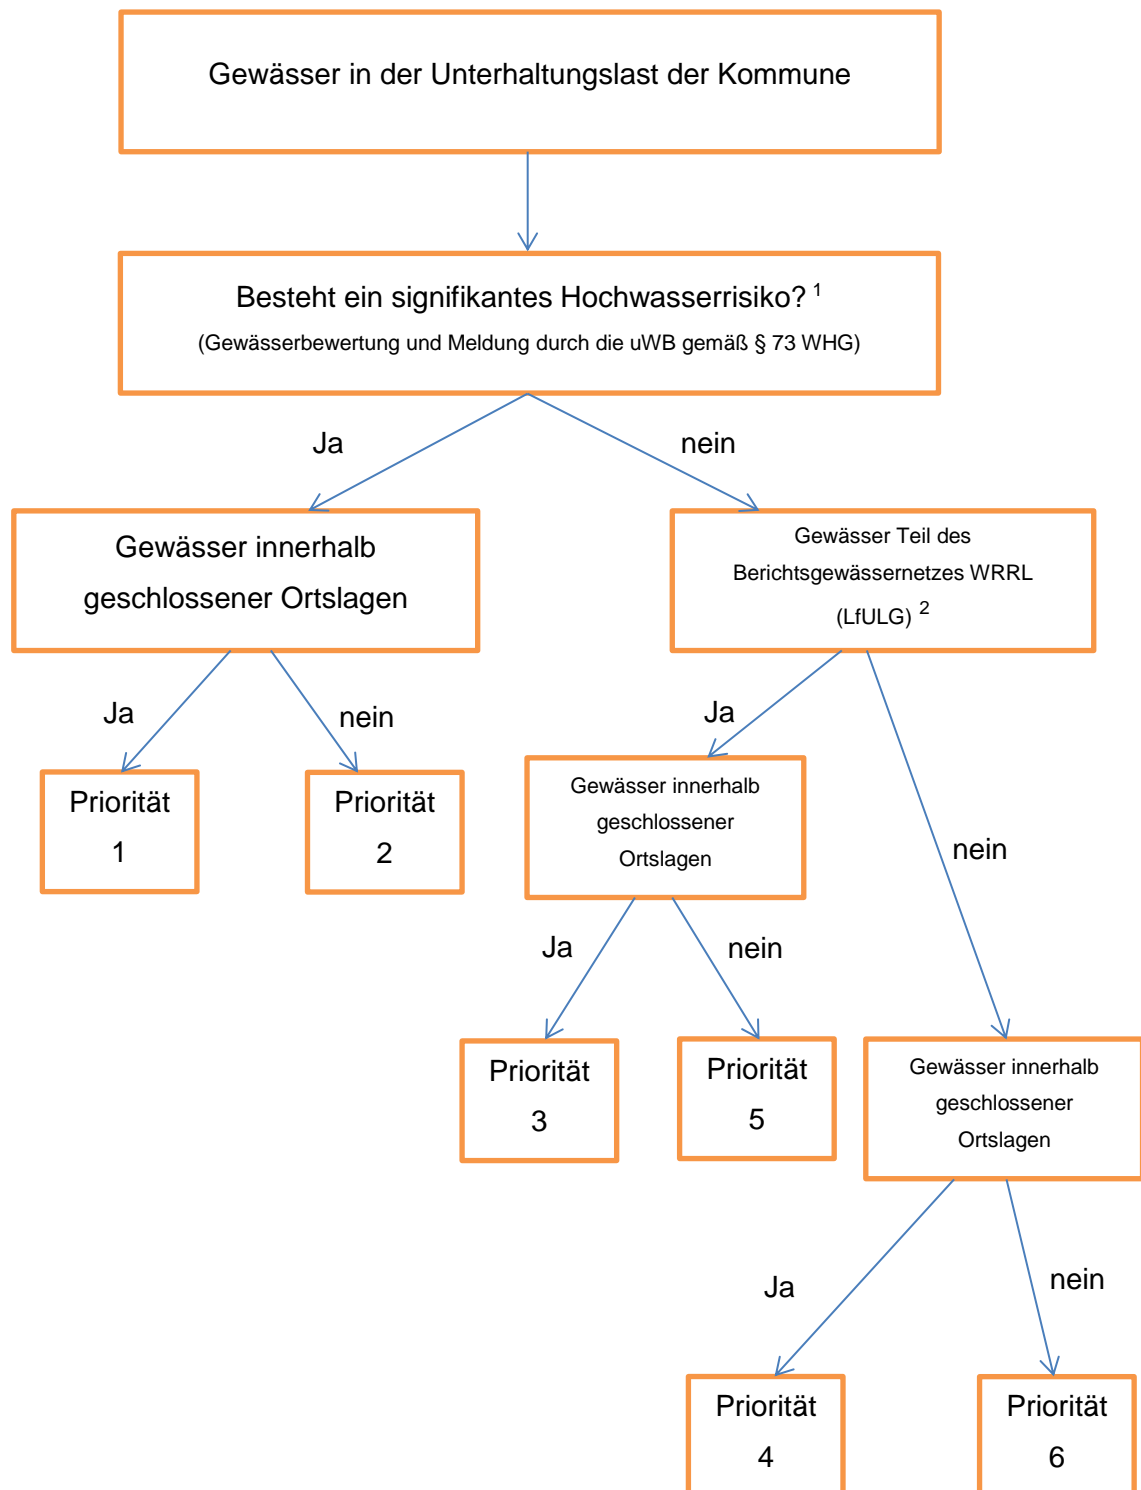 Gewässer in der Unterhaltungslast der Kommune
Besteht ein signifikantes Hochwasserrisiko? 1
(Gewässerbewertung und Meldung durch die uWB gemäß § 73 WHG)
Ja
nein
Gewässer innerhalb
geschlossener Ortslagen
Gewässer Teil des
Berichtsgewässernetzes WRRL
(LfULG) 2
Ja
nein
Ja
nein
Priorität
1
Priorität
2
Gewässer innerhalb
geschlossener
Ortslagen
Ja
nein
Priorität
3
Priorität
5
Gewässer innerhalb
geschlossener
Ortslagen
Ja
nein
Priorität
4
Priorität
6